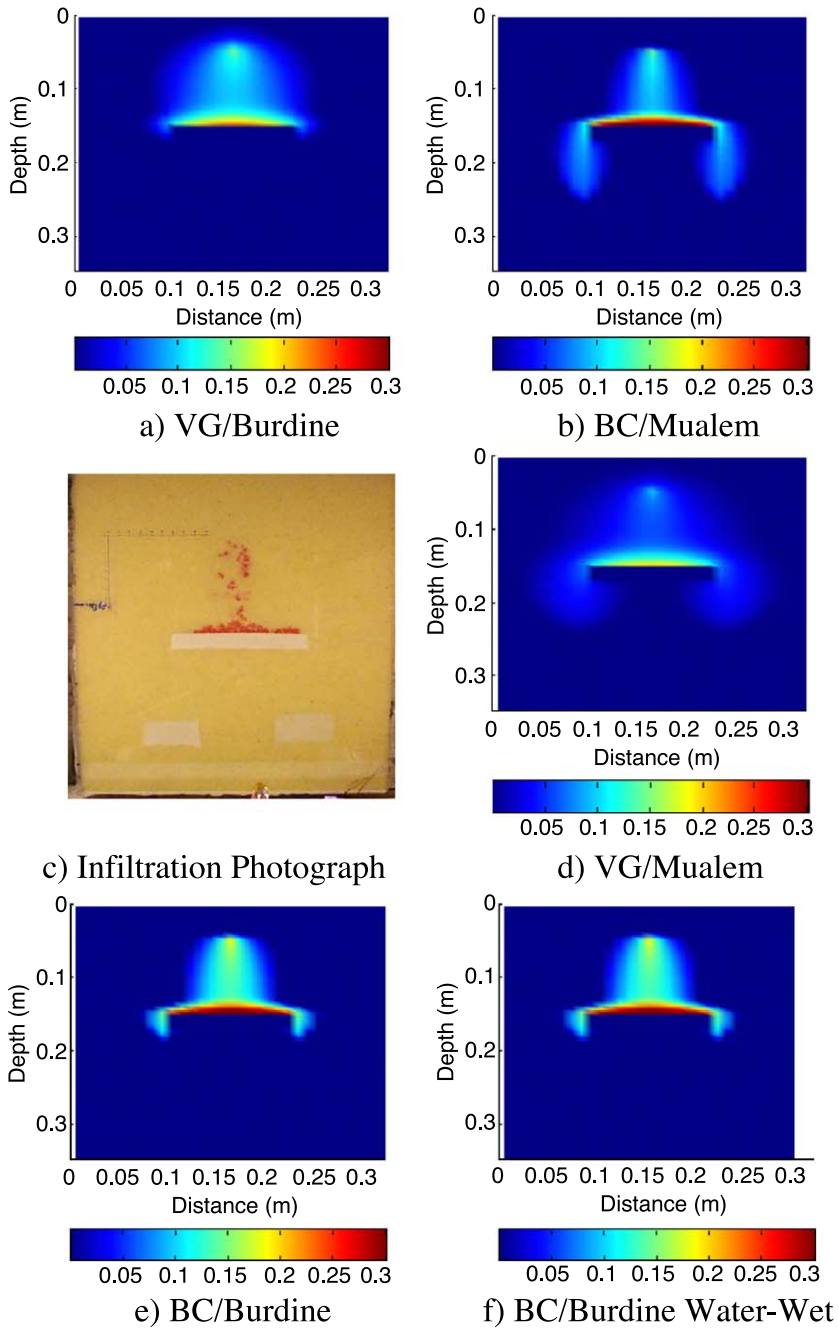 0
0.1
0.2
0.3
Depth (m)
0 0.05 0.1 0.15 0.2 0.25 0.3
Distance (m)
0.05 0.1 0.15 0.2 0.25 0.3
a) VG/Burdine
0
0.1
0.2
0.3
Depth (m)
0 0.05 0.1 0.15 0.2 0.25 0.3
Distance (m)
0.05 0.1 0.15 0.2 0.25 0.3
b) BC/Mualem
c) Infiltration Photograph
0
0.1
0.2
0.3
Depth (m)
0 0.05 0.1 0.15 0.2 0.25 0.3
Distance (m)
0.05 0.1 0.15 0.2 0.25 0.3
d) VG/Mualem
0
0.1
0.2
0.3
Depth (m)
0 0.05 0.1 0.15 0.2 0.25 0.3
Distance (m)
0.05 0.1 0.15 0.2 0.25 0.3
e) BC/Burdine
0
0.1
0.2
0.3
Depth (m)
0 0.05 0.1 0.15 0.2 0.25 0.3
Distance (m)
0.05 0.1 0.15 0.2 0.25 0.3
f) BC/Burdine Water-Wet